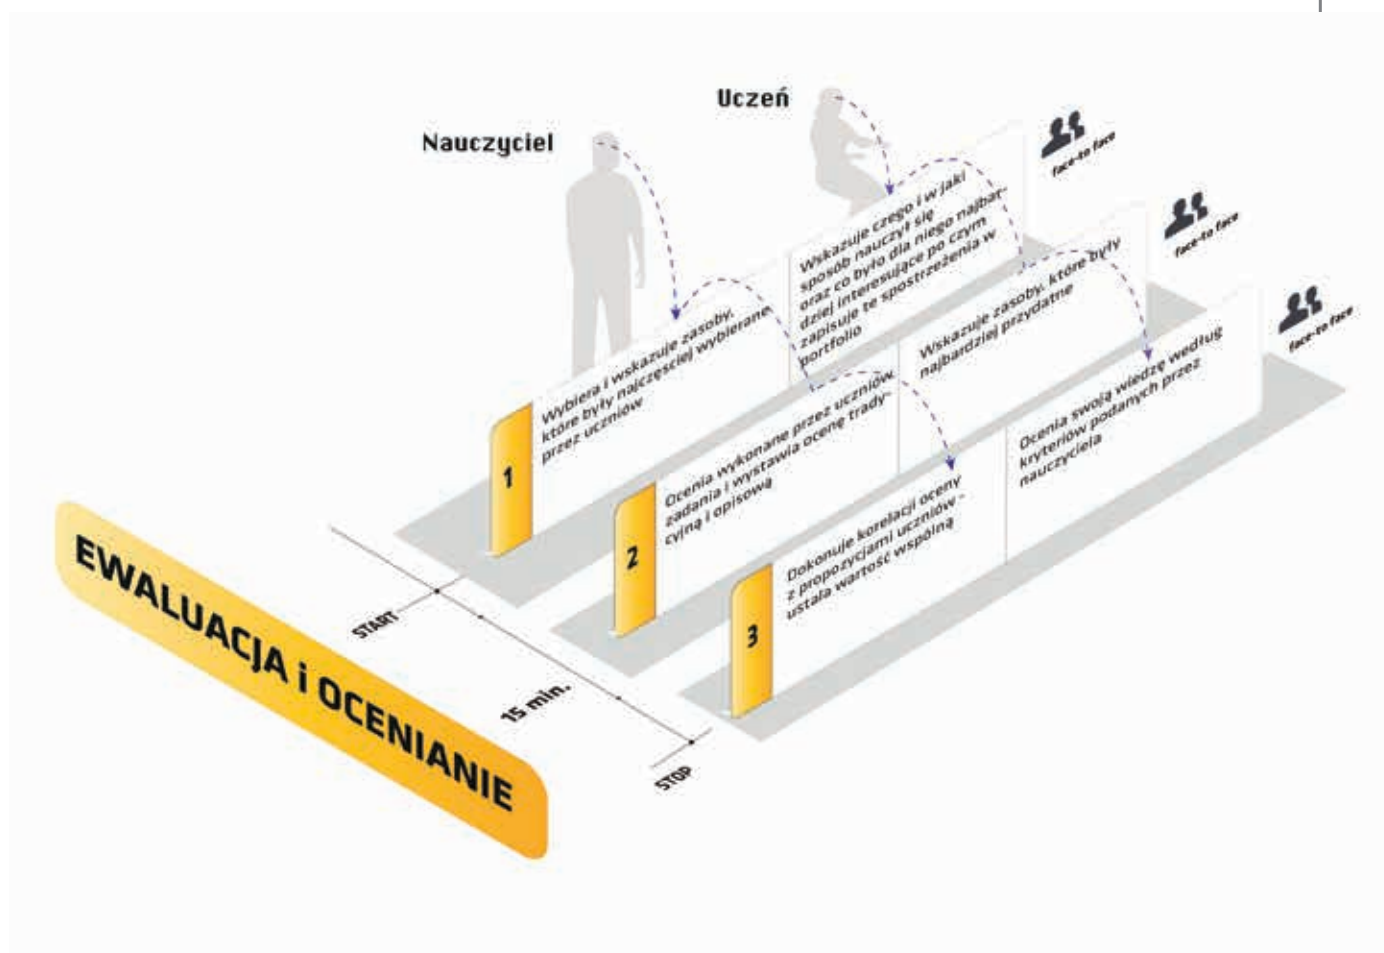 Uczeń
Nauczyciel
face-to face
face-to face
face-to face
1
Wybiera i wskazuje zasoby,
które były najczęsciej wybierane
przez uczniów
Wskazuje czego i w jaki
sposób nauczył się
oraz co było dla niego najbar-
dziej interesujące po czym
zapisuje te spostrzeżenia w
portfolio
2
Ocenia wykonane przez uczniów
zadania i wystawia ocenę trady-
cyjną i opisową
Wskazuje zasoby, które były
najbardziej przydatne
3
Dokonuje korelacji oceny
z propozycjami uczniów -
ustala wartość wspólną
Ocenia swoją wiedzę według
kryteriów podanych przez
nauczyciela
START
15 min.
STOP
EWALUACJA i OCENIANIE